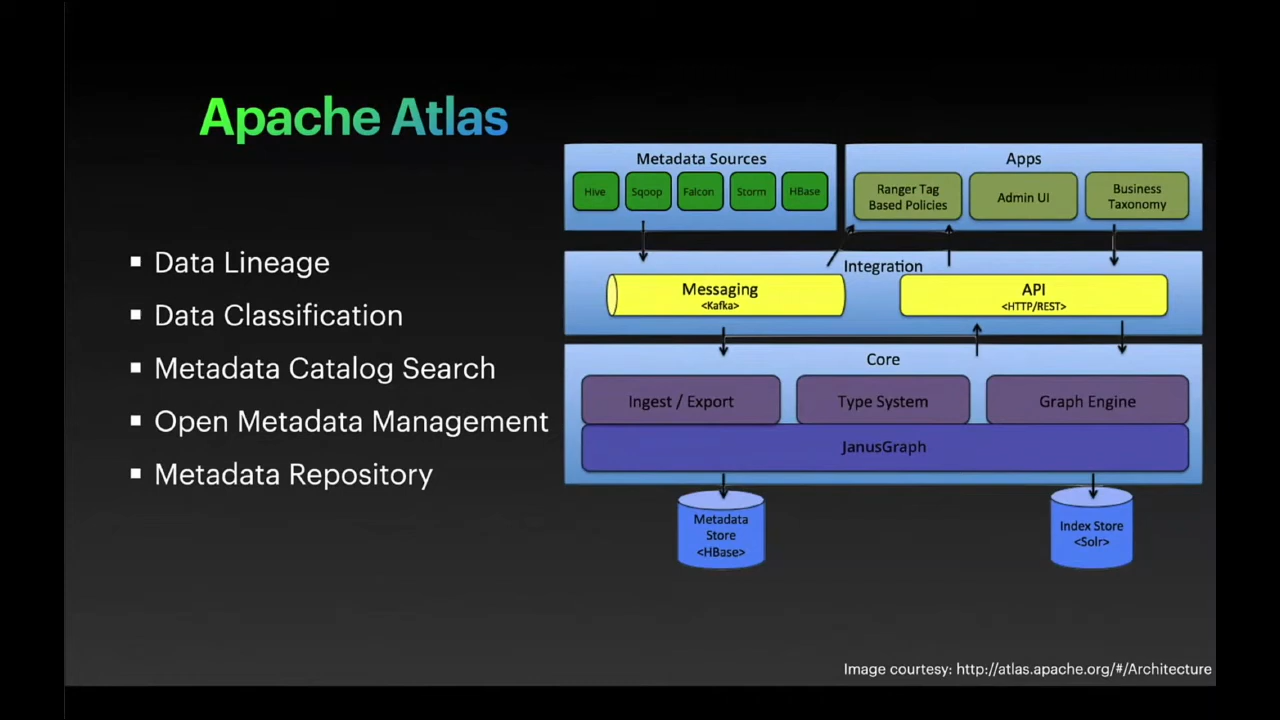 Apache Atlas
Data Lineage
Data Classification
Metadata Catalog Search
Open Metadata Management
Metadata Repository
Metadata Sources
Hive
Sqoop
Falcon
Storm
HBase
Apps
Ranger Tag
Based Policies
Admin UI
Business
Taxonomy
Integration
Messaging
<Kafka>
API
<HTTP/REST>
Core
Ingest / Export
Type System
Graph Engine
JanusGraph
Metadata
Store
<HBase>
Index Store
<Solr>
Image courtesy: http://atlas.apache.org/#/Architecture